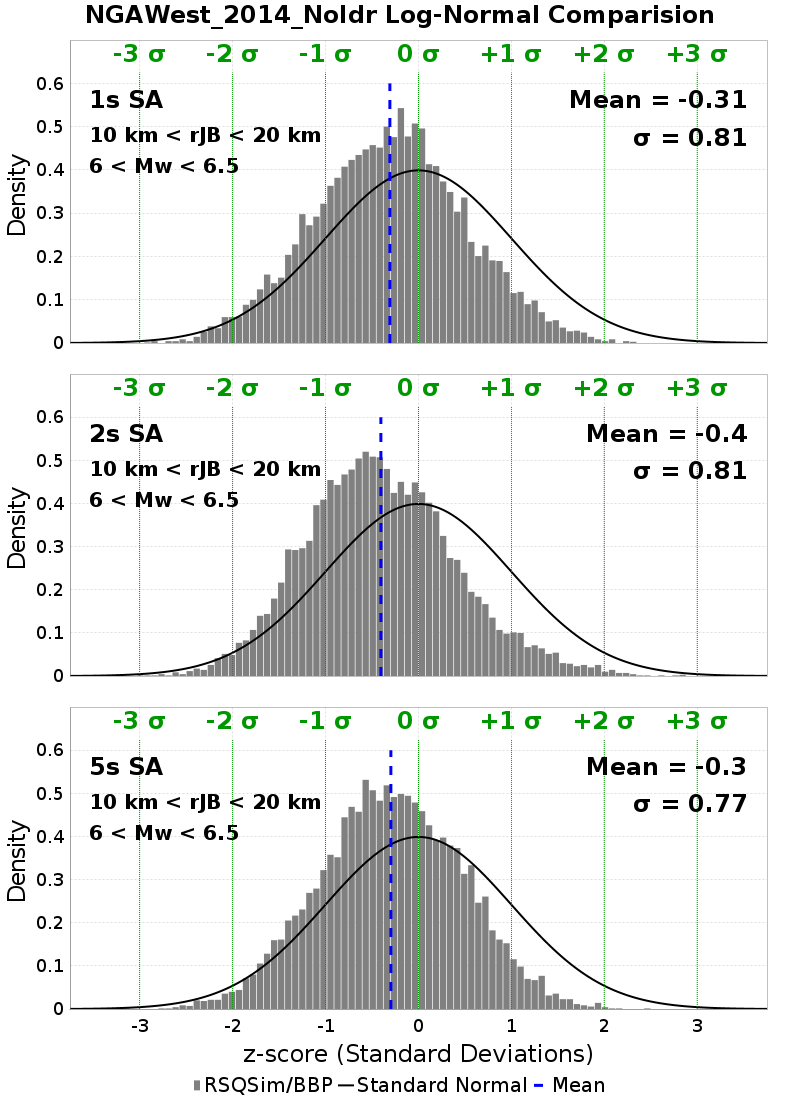 NGAWest_2014_NoIdr Log-Normal Comparision
-3 σ -2 σ -1 σ 0 σ +1 σ +2 σ +3 σ
1s SA
Mean = -0.31
10 km < rJB < 20 km
σ = 0.81
6 < Mw < 6.5
Density
0.6
0.5
0.4
0.3
0.2
0.1
0
-3 σ -2 σ -1 σ 0 σ +1 σ +2 σ +3 σ
2s SA
Mean = -0.4
10 km < rJB < 20 km
σ = 0.81
6 < Mw < 6.5
Density
0.6
0.5
0.4
0.3
0.2
0.1
0
-3 σ -2 σ -1 σ 0 σ +1 σ +2 σ +3 σ
5s SA
Mean = -0.3
10 km < rJB < 20 km
σ = 0.77
6 < Mw < 6.5
Density
0.6
0.5
0.4
0.3
0.2
0.1
0
-3 -2 -1 0 1 2 3
z-score (Standard Deviations)
RSQSim/BBP Standard Normal Mean